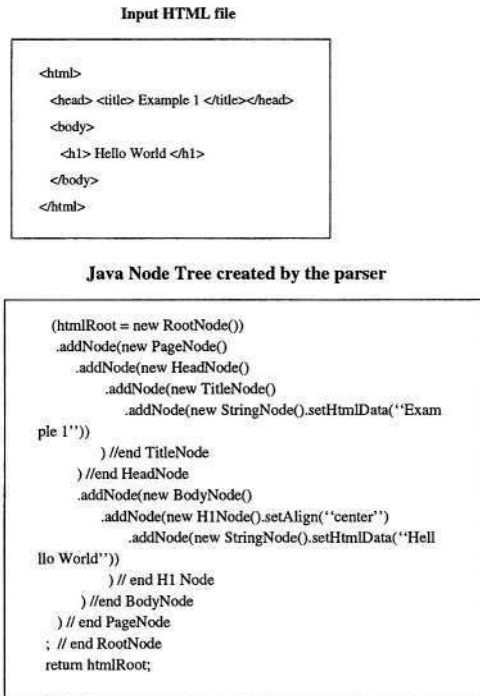 Input HTML file
<html>
<head> <title> Example 1 </title></head>
<body>
<h1> Hello World </h1>
</body>
</html>
Java Node Tree created by the parser
(htmlRoot = new RootNode())
.addNode(new PageNode()
.addNode(new HeadNode()
.addNode(new TitleNode()
.addNode(new StringNode().setHtmlData(‘‘Exam
ple 1’’))
) //end TitleNode
) //end HeadNode
.addNode(new BodyNode()
.addNode(new H1Node().setAlign(‘‘center’’)
.addNode(new StringNode().setHtmlData(‘‘Hell
llo World’’))
) // end H1 Node
) //end BodyNode
) // end PageNode
; // end RootNode
return htmlRoot;